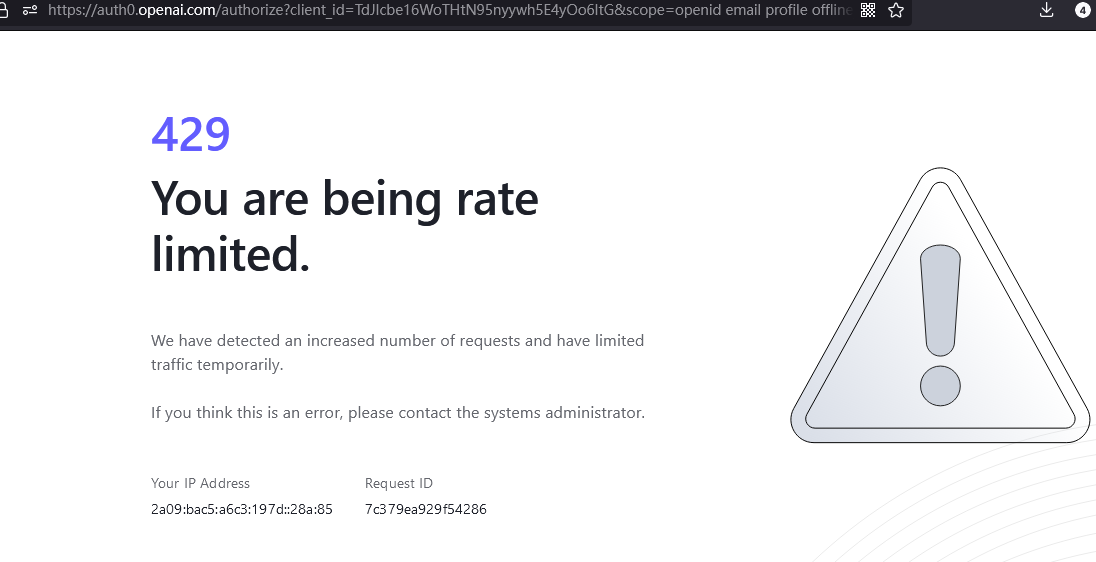 https://auth0.openai.com/authorize?client_id=TdJIcbe16WoTHtN95nyywh5E4yOo6ItG&scope=openid email profile offline
4
429
You are being rate
limited.
We have detected an increased number of requests and have limited
traffic temporarily.
If you think this is an error, please contact the systems administrator.
Your IP Address Request ID
2a09:bac5:a6c3:197d::28a:85 7c379ea929f54286